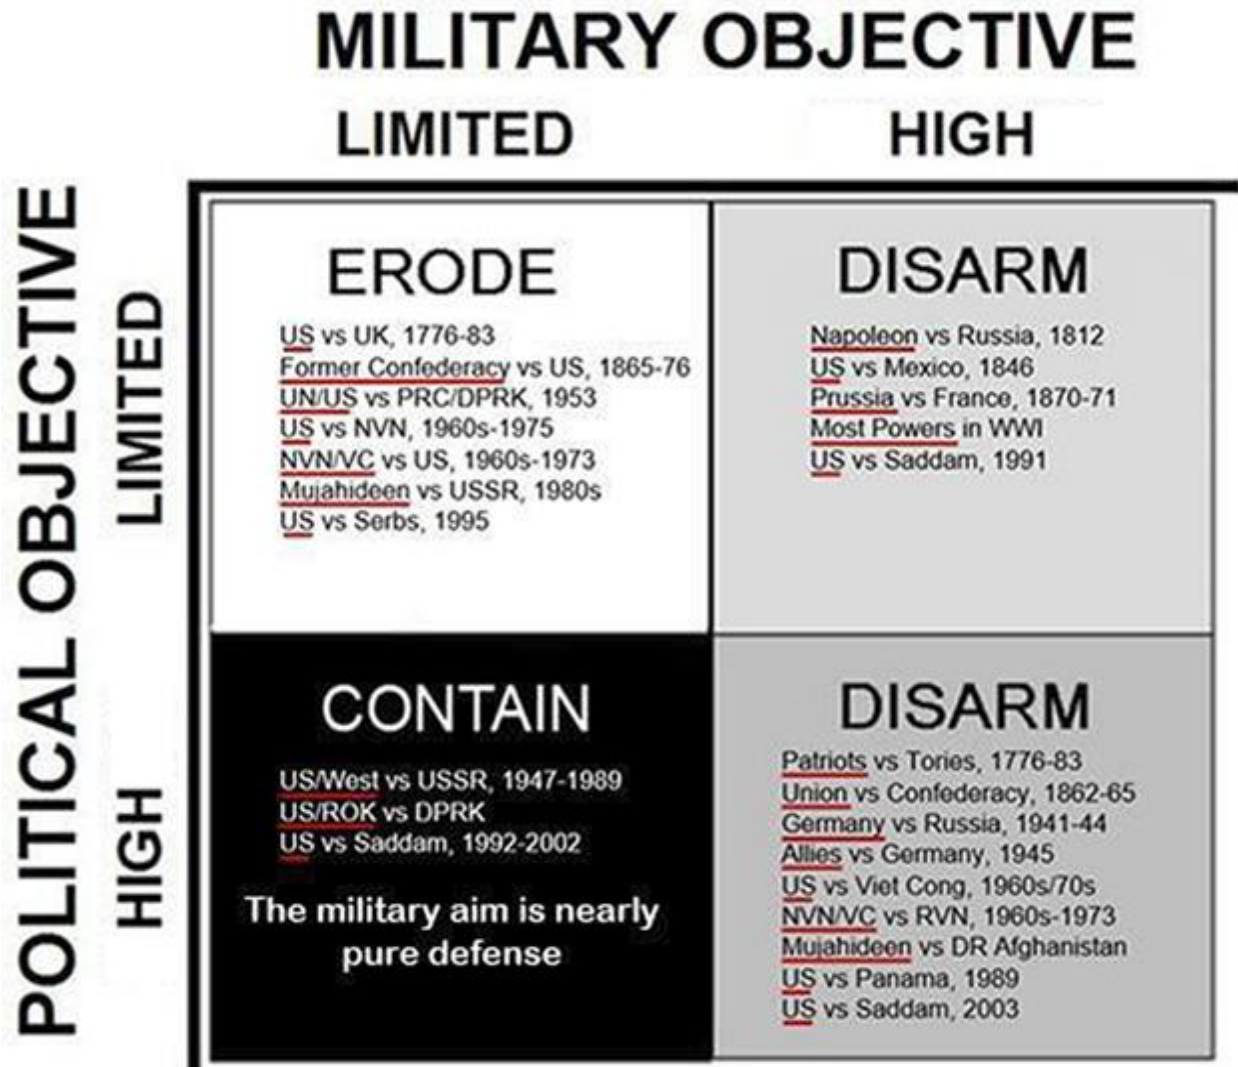 MILITARY OBJECTIVE
LIMITED
HIGH
POLITICAL OBJECTIVE
LIMITED
ERODE
US vs UK, 1776-83
Former Confederacy vs US, 1865-76
UN/US vs PRC/DPRK, 1953
US vs NVN, 1960s-1975
NVN/VC vs US, 1960s-1973
Mujahideen vs USSR, 1980s
US vs Serbs, 1995
DISARM
Napoleon vs Russia, 1812
US vs Mexico, 1846
Prussia vs France, 1870-71
Most Powers in WWI
US vs Saddam, 1991
HIGH
CONTAIN
US/West vs USSR, 1947-1989
US/ROK vs DPRK
US vs Saddam, 1992-2002
The military aim is nearly
pure defense
DISARM
Patriots vs Tories, 1776-83
Union vs Confederacy, 1862-65
Germany vs Russia, 1941-44
Allies vs Germany, 1945
US vs Viet Cong, 1960s/70s
NVN/VC vs RVN, 1960s-1973
Mujahideen vs DR Afghanistan
US vs Panama, 1989
US vs Saddam, 2003